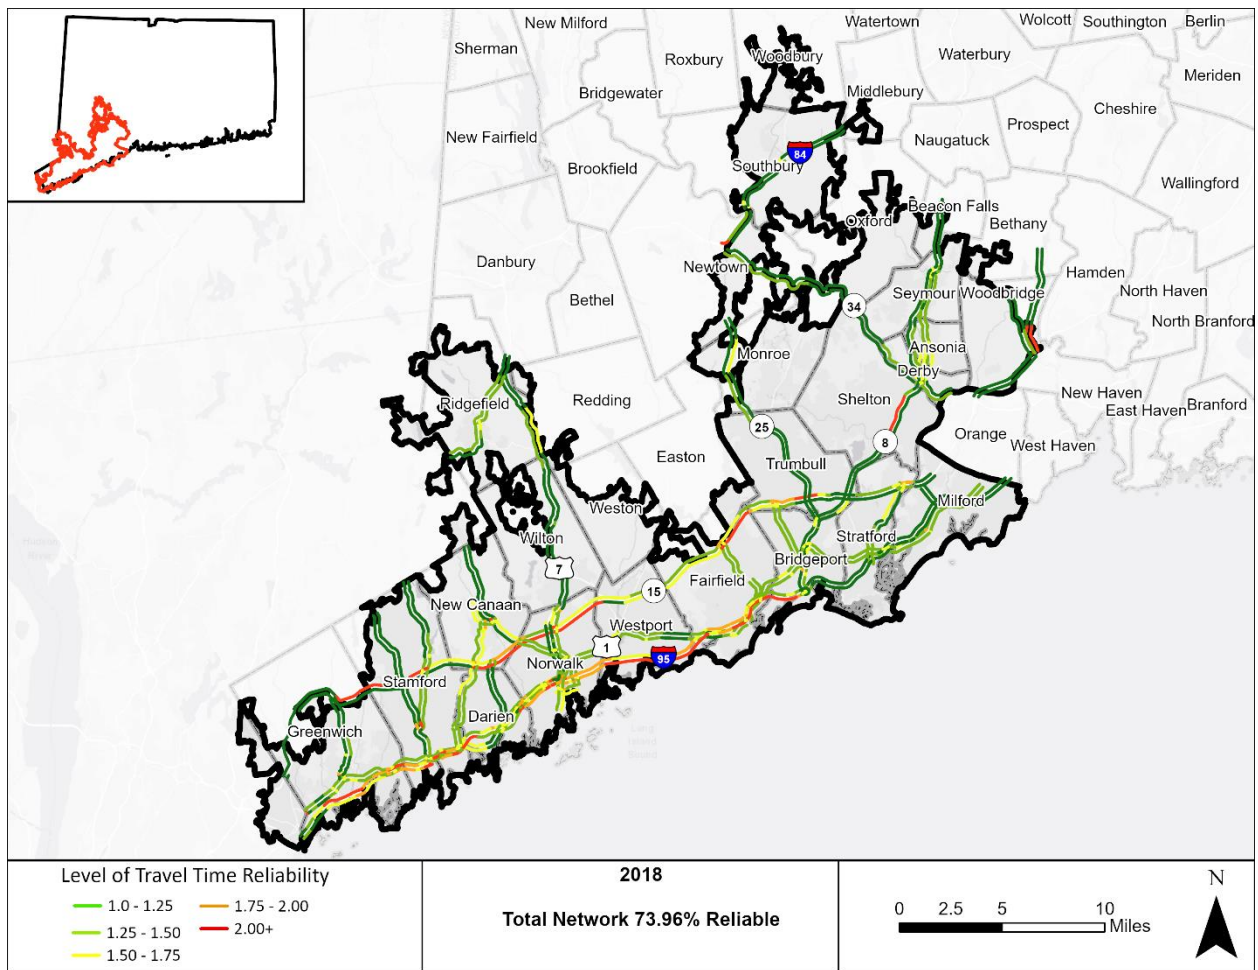 New Milford
Watertown
Wolcott
Southington
Berlin
Sherman
Roxbury
Woodbury
Waterbury
Meriden
Bridgewater
Middlebury
Cheshire
New Fairfield
Naugatuck
Prospect
84
Southbury
Brookfield
Wallingford
Beacon Falls
Oxford
Bethany
Danbury
Newtown
Hamden
Bethel
Seymour
Woodbridge
North Haven
34
North Branford
Monroe
Ansonia
Derby
Ridgefield
Redding
Shelton
New Haven
East Haven
Branford
25
8
Orange
West Haven
Easton
Trumbull
Weston
Milford
Wilton
Stratford
Bridgeport
7
Fairfield
15
New Canaan
Westport
1
95
Norwalk
Stamford
Darien
Greenwich
Long
Island
Sound
Level of Travel Time Reliability
1.0 - 1.25
1.75 - 2.00
1.25 - 1.50
2.00+
1.50 - 1.75
2018
Total Network 73.96% Reliable
0 2.5 5 10
Miles
N